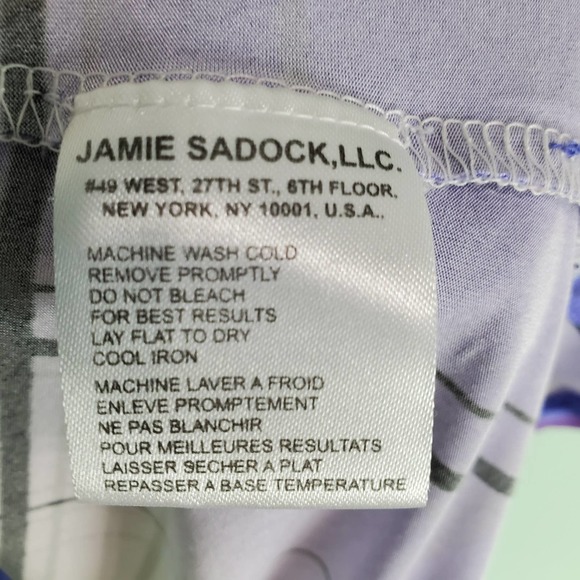 JAMIE SADOCK,LLC.
#49 WEST, 27TH ST., 6TH FLOOR,
NEW YORK, NY 10001, U.S.A..
MACHINE WASH COLD
REMOVE PROMPTLY
DO NOT BLEACH
FOR BEST RESULTS
LAY FLAT TO DRY
COOL IRON
MACHINE LAVER A FROID
ENLEVE PROMPTEMENT
NE PAS BLANCHIR
POUR MEILLEURES RESULTATS
LAISSER SECHER A PLAT
REPASSER A BASE TEMPERATURE